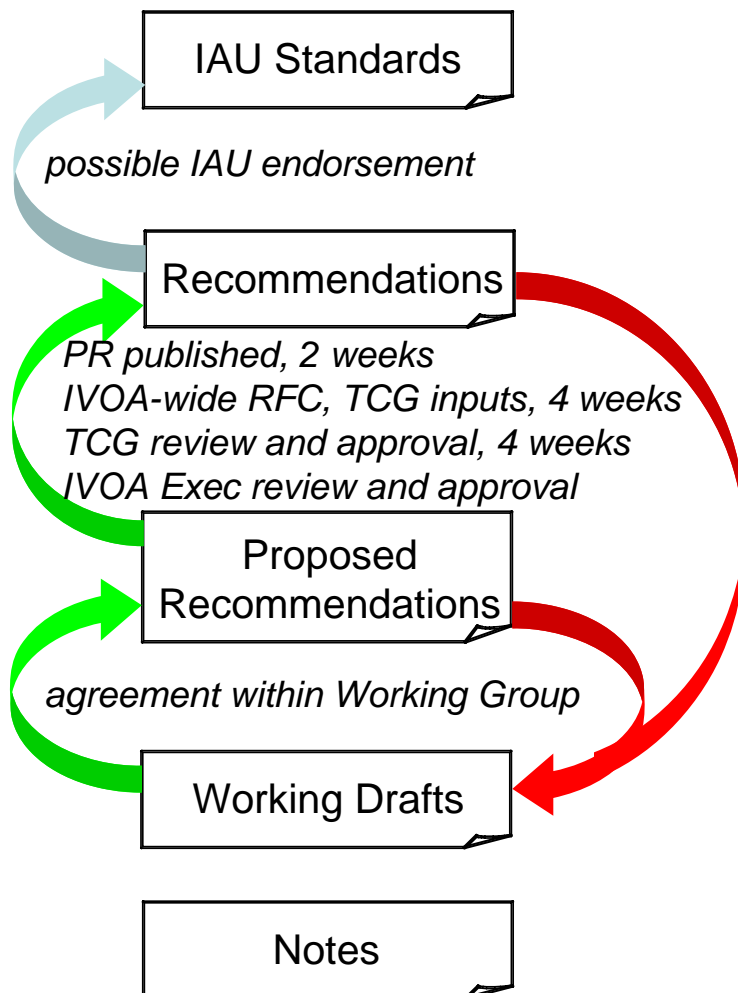 IAU Standards
possible IAU endorsement
Recommendations
PR published, 2 weeks
IVOA-wide RFC, TCG inputs, 4 weeks
TCG review and approval, 4 weeks
IVOA Exec review and approval
Proposed
Recommendations
agreement within Working Group
Working Drafts
Notes